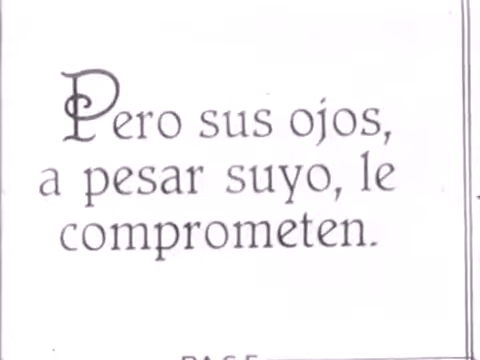 Pero sus ojos,
a pesar suyo, le
comprometen.